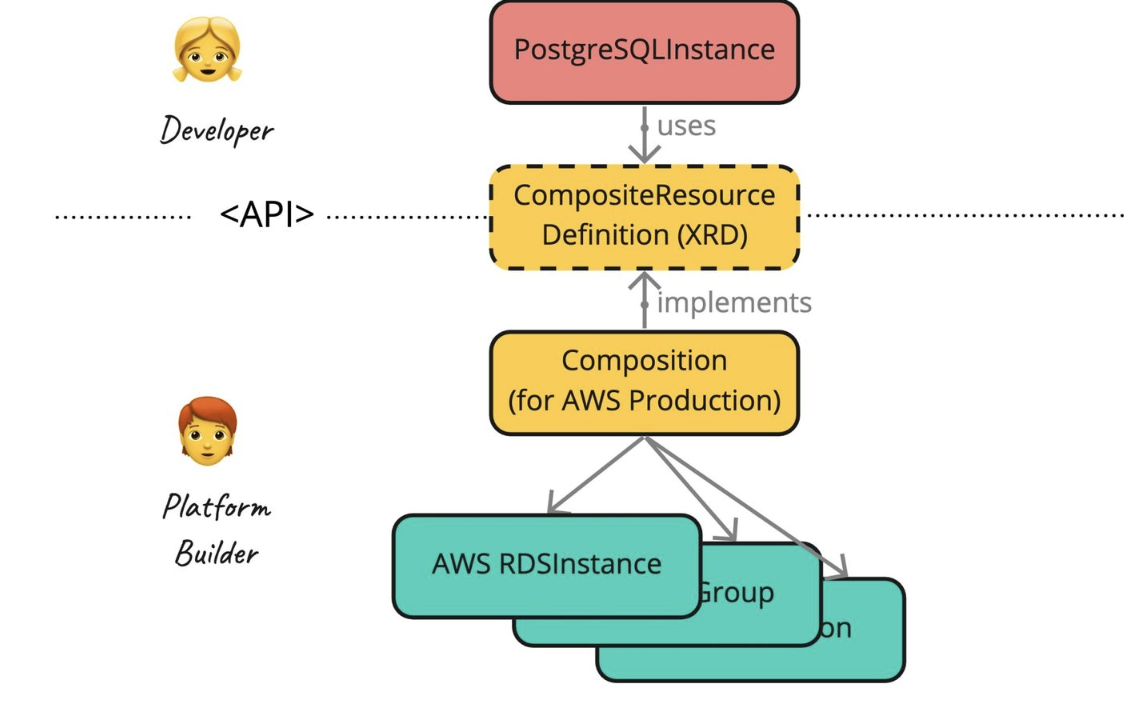 PostgreSQLInstance
Developer
uses
CompositeResource
Definition (XRD)
<API>
implements
Composition
(for AWS Production)
Platform
Builder
AWS RDSInstance
Group
on